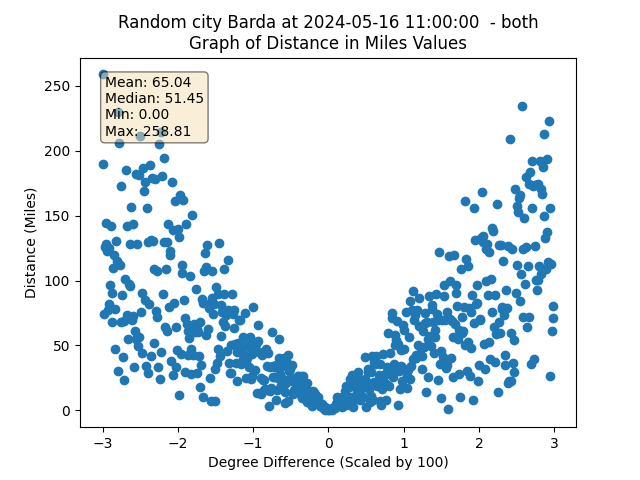 Random city Barda at 2024-05-16 11:00:00 - both
Graph of Distance in Miles Values
Mean: 65.04
Median: 51.45
Min: 0.00
Max: 258.81
250
200
150
100
50
0
Distance (Miles)
−3
−2
−1
0
1
2
3
Degree Difference (Scaled by 100)